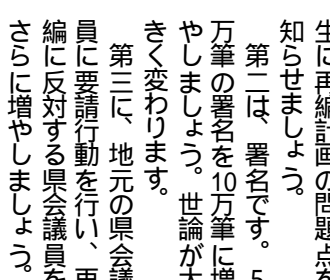 生に再編計画の問題点を
知らせましょう。
第二は、署名です。5
万筆の署名を10万筆に増
やしましょう。世論が大
きく変わります。
第三に、地元の県会議
員に要請行動を行い、再
編に反対する県会議員を
さらに増やしましょう。